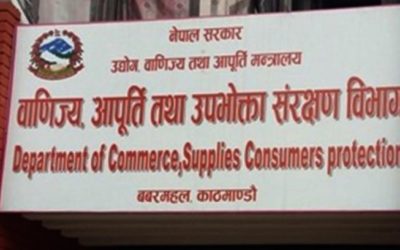 नेपाल सरकार
उद्योग, वाणिज्य तथा आपूर्ति मन्त्रालय
वाणिज्य, आपूर्ति तथा उपभोक्ता संरक्षण विभाग
Department of Commerce,Supplies Consumers protection
बबरमहल, काठमाण्डौ